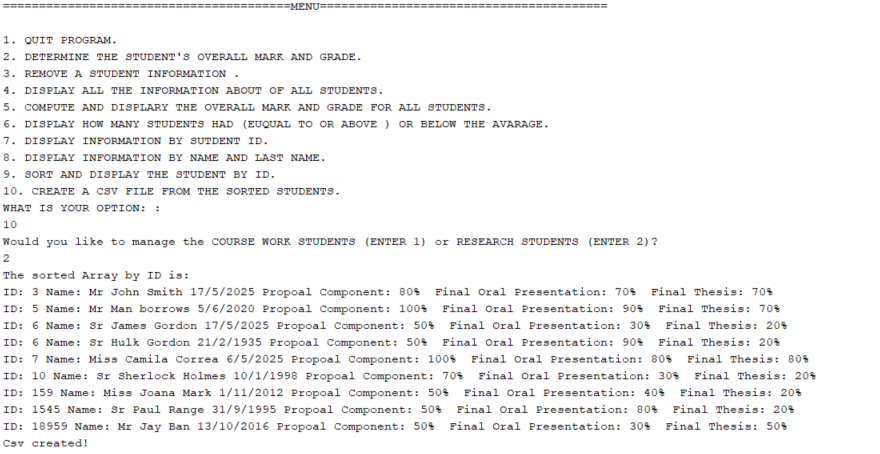 ========================================MENU========================================
1. QUIT PROGRAM.
2. DETERMINE THE STUDENT'S OVERALL MARK AND GRADE.
3. REMOVE A STUDENT INFORMATION .
4. DISPLAY ALL THE INFORMATION ABOUT OF ALL STUDENTS.
5. COMPUTE AND DISPLARY THE OVERALL MARK AND GRADE FOR ALL STUDENTS.
6. DISPLAY HOW MANY STUDENTS HAD (EUQUAL TO OR ABOVE ) OR BELOW THE AVARAGE.
7. DISPLAY INFORMATION BY SUTDENT ID.
8. DISPLAY INFORMATION BY NAME AND LAST NAME.
9. SORT AND DISPLAY THE STUDENT BY ID.
10. CREATE A CSV FILE FROM THE SORTED STUDENTS.
WHAT IS YOUR OPTION: :
10
Would you like to manage the COURSE WORK STUDENTS (ENTER 1) or RESEARCH STUDENTS (ENTER 2)?
2
The sorted Array by ID is:
ID: 3 Name: Mr John Smith 17/5/2025 Propoal Component: 80%  Final Oral Presentation: 70%  Final Thesis: 70%
ID: 5 Name: Mr Man borrows 5/6/2020 Propoal Component: 100%  Final Oral Presentation: 90%  Final Thesis: 70%
ID: 6 Name: Sr James Gordon 17/5/2025 Propoal Component: 50%  Final Oral Presentation: 30%  Final Thesis: 20%
ID: 6 Name: Sr Hulk Gordon 21/2/1935 Propoal Component: 50%  Final Oral Presentation: 90%  Final Thesis: 20%
ID: 7 Name: Miss Camila Correa 6/5/2025 Propoal Component: 100%  Final Oral Presentation: 80%  Final Thesis: 80%
ID: 10 Name: Sr Sherlock Holmes 10/1/1998 Propoal Component: 70%  Final Oral Presentation: 30%  Final Thesis: 20%
ID: 159 Name: Miss Joana Mark 1/11/2012 Propoal Component: 50%  Final Oral Presentation: 40%  Final Thesis: 20%
ID: 1545 Name: Sr Paul Range 31/9/1995 Propoal Component: 50%  Final Oral Presentation: 80%  Final Thesis: 20%
ID: 18959 Name: Mr Jay Ban 13/10/2016 Propoal Component: 50%  Final Oral Presentation: 30%  Final Thesis: 50%
Csv created!